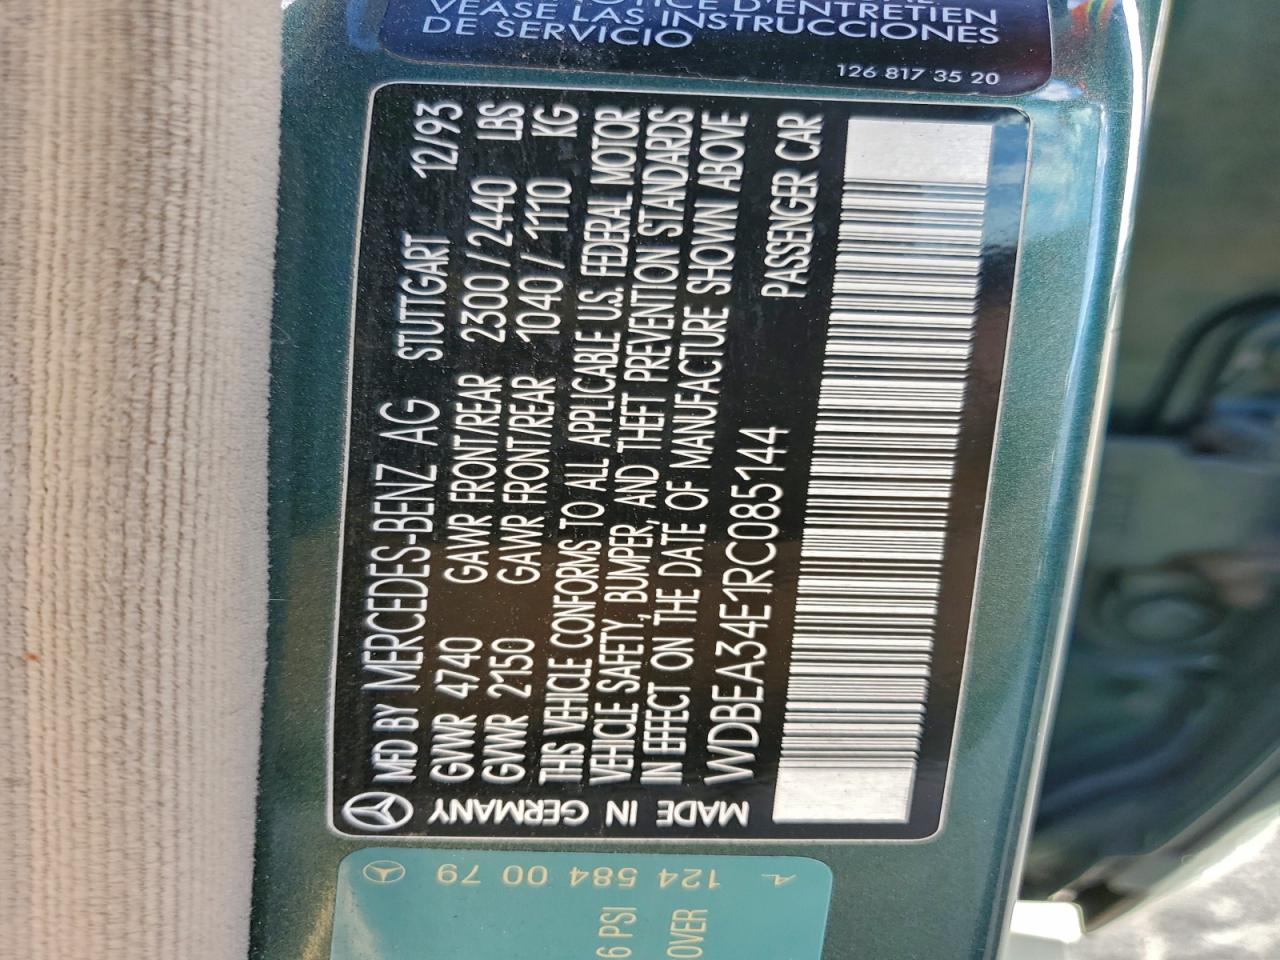 NOTICE D'ENTRETIEN
VEASE LAS INSTRUCCIONES
DE SERVICIO
126 817 35 20
MFD BY MERCEDES-BENZ AG STUTTGART 12/93
GVWR 4740 GAWR FRONT/REAR 2300/2440 LBS
GVWR 2150 GAWR FRONT/REAR 1040/1110 KG
THIS VEHICLE CONFORMS TO ALL APPLICABLE U.S. FEDERAL MOTOR
VEHICLE SAFETY, BUMPER, AND THEFT PREVENTION STANDARDS
IN EFFECT ON THE DATE OF MANUFACTURE SHOWN ABOVE
WDBEA34E1RC085144 PASSENGER CAR
MADE IN GERMANY
A 124 584 00 79
6 PSI
OVER